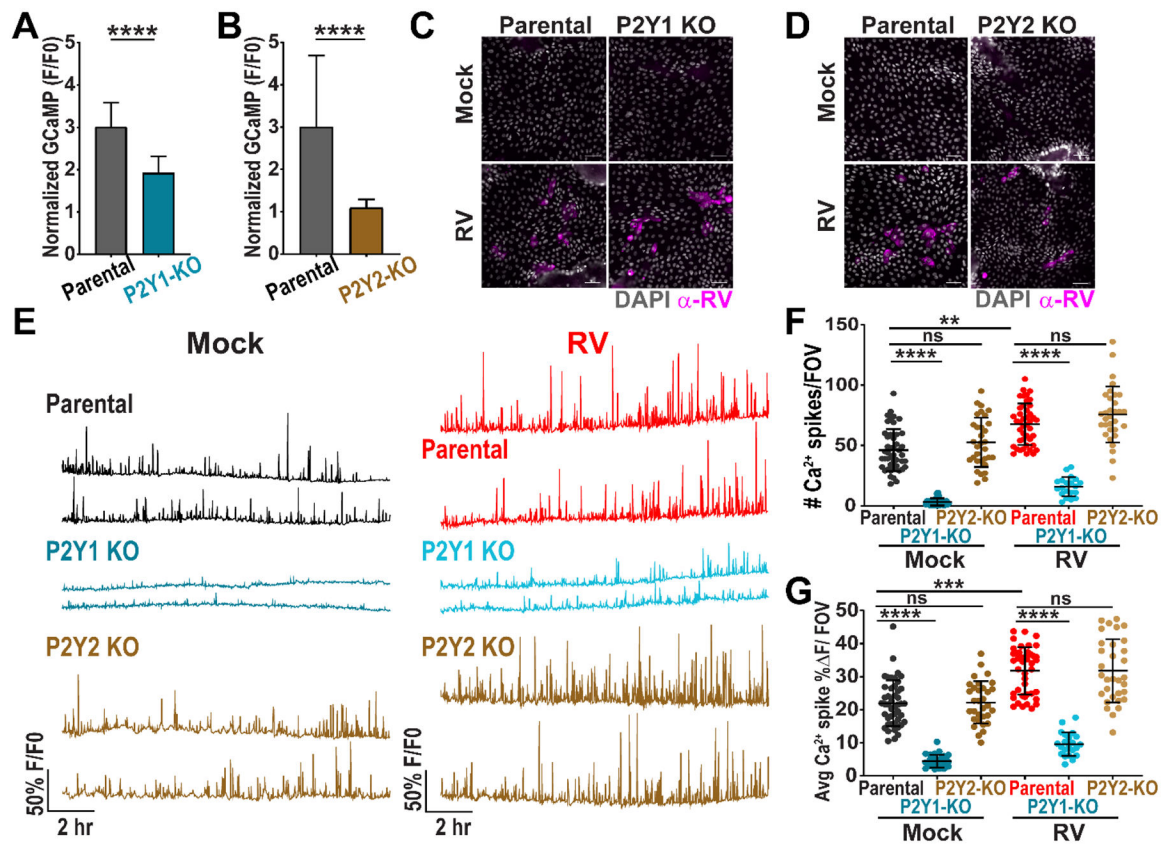 A
****
Normalized GCaMP (F/F0)
5
4
3
2
1
0
Parental
P2Y1-KO
B
****
Normalized GCaMP (F/F0)
5
4
3
2
1
0
Parental
P2Y2-KO
C
Parental P2Y1 KO
Mock
RV
DAPI α-RV
D
Parental P2Y2 KO
Mock
RV
DAPI α-RV
E
Mock
RV
Parental
Parental
P2Y1 KO
P2Y1 KO
P2Y2 KO
P2Y2 KO
50% F/F0
2 hr
50% F/F0
2 hr
F
# Ca²⁺ spikes/FOV
150
100
50
0
**
ns
ns
****
****
Parental P2Y2-KO Parental P2Y2-KO
P2Y1-KO P2Y1-KO
Mock RV
G
Avg Ca²⁺ spike %ΔF/ FOV
50
40
30
20
10
0
***
ns
ns
****
****
Parental P2Y2-KO Parental P2Y2-KO
P2Y1-KO P2Y1-KO
Mock RV